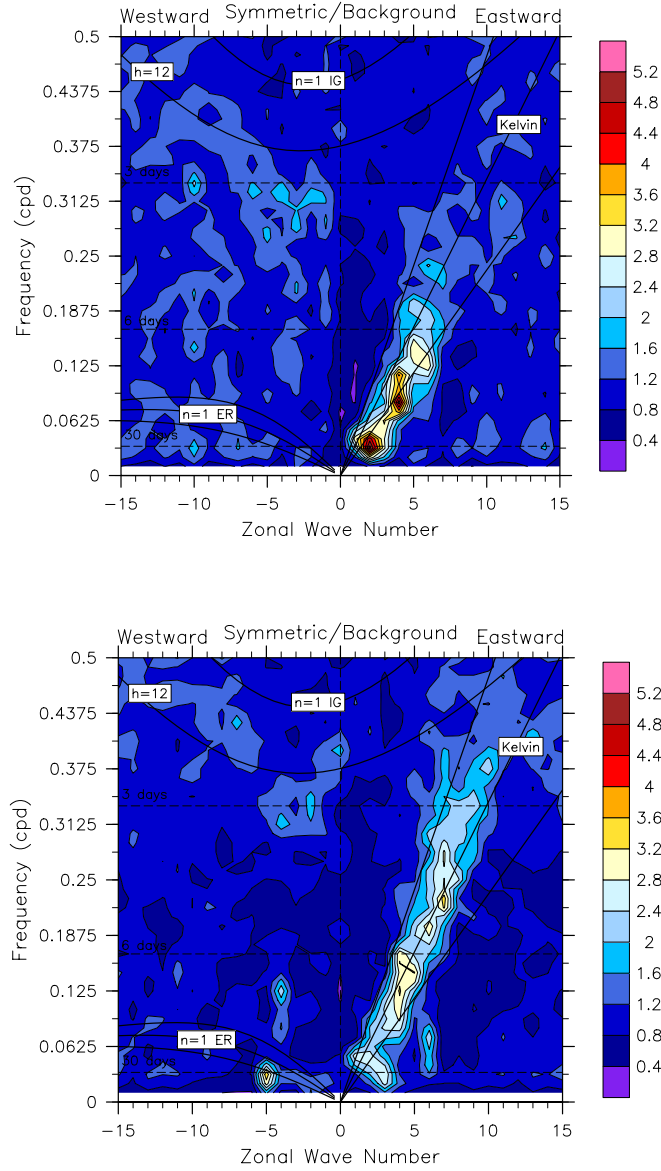 Westward Symmetric/Background Eastward
0.5
h=12
n=1 IG
5.2
0.4375
4.8
Kelvin
4.4
0.375
4
3 days
3.6
0.3125
3.2
Frequency (cpd)
0.25
2.8
2.4
0.1875
2
6 days
1.6
0.125
1.2
n=1 ER
0.8
0.0625
30 days
0.4
0
−15 −10 −5 0 5 10 15
Zonal Wave Number
Westward Symmetric/Background Eastward
0.5
h=12
n=1 IG
5.2
0.4375
4.8
Kelvin
4.4
0.375
4
3 days
3.6
0.3125
3.2
Frequency (cpd)
0.25
2.8
2.4
0.1875
2
6 days
1.6
0.125
1.2
n=1 ER
0.8
0.0625
30 days
0.4
0
−15 −10 −5 0 5 10 15
Zonal Wave Number